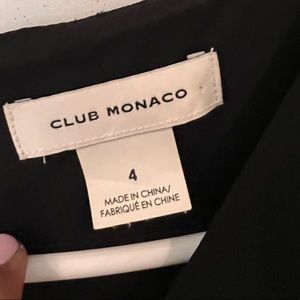 CLUB MONACO
4
MADE IN CHINA/
FABRIQUÉ EN CHINE